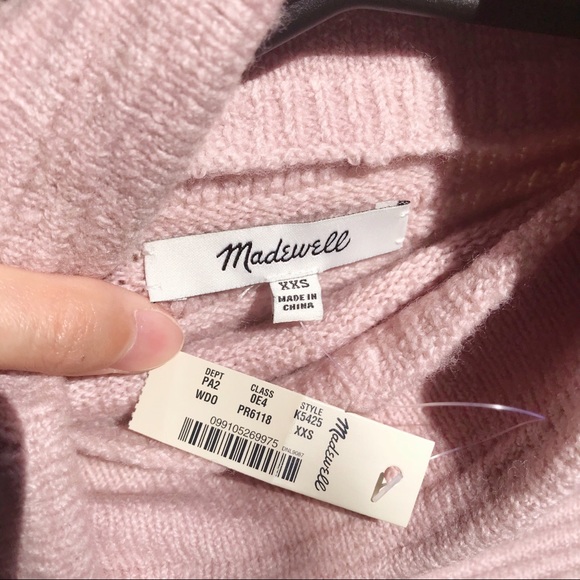 Madewell
XXS
MADE IN
CHINA
DEPT CLASS STYLE
PA2 0E4 K5425
WDO PR6118 XXS
099105269975
Madewell